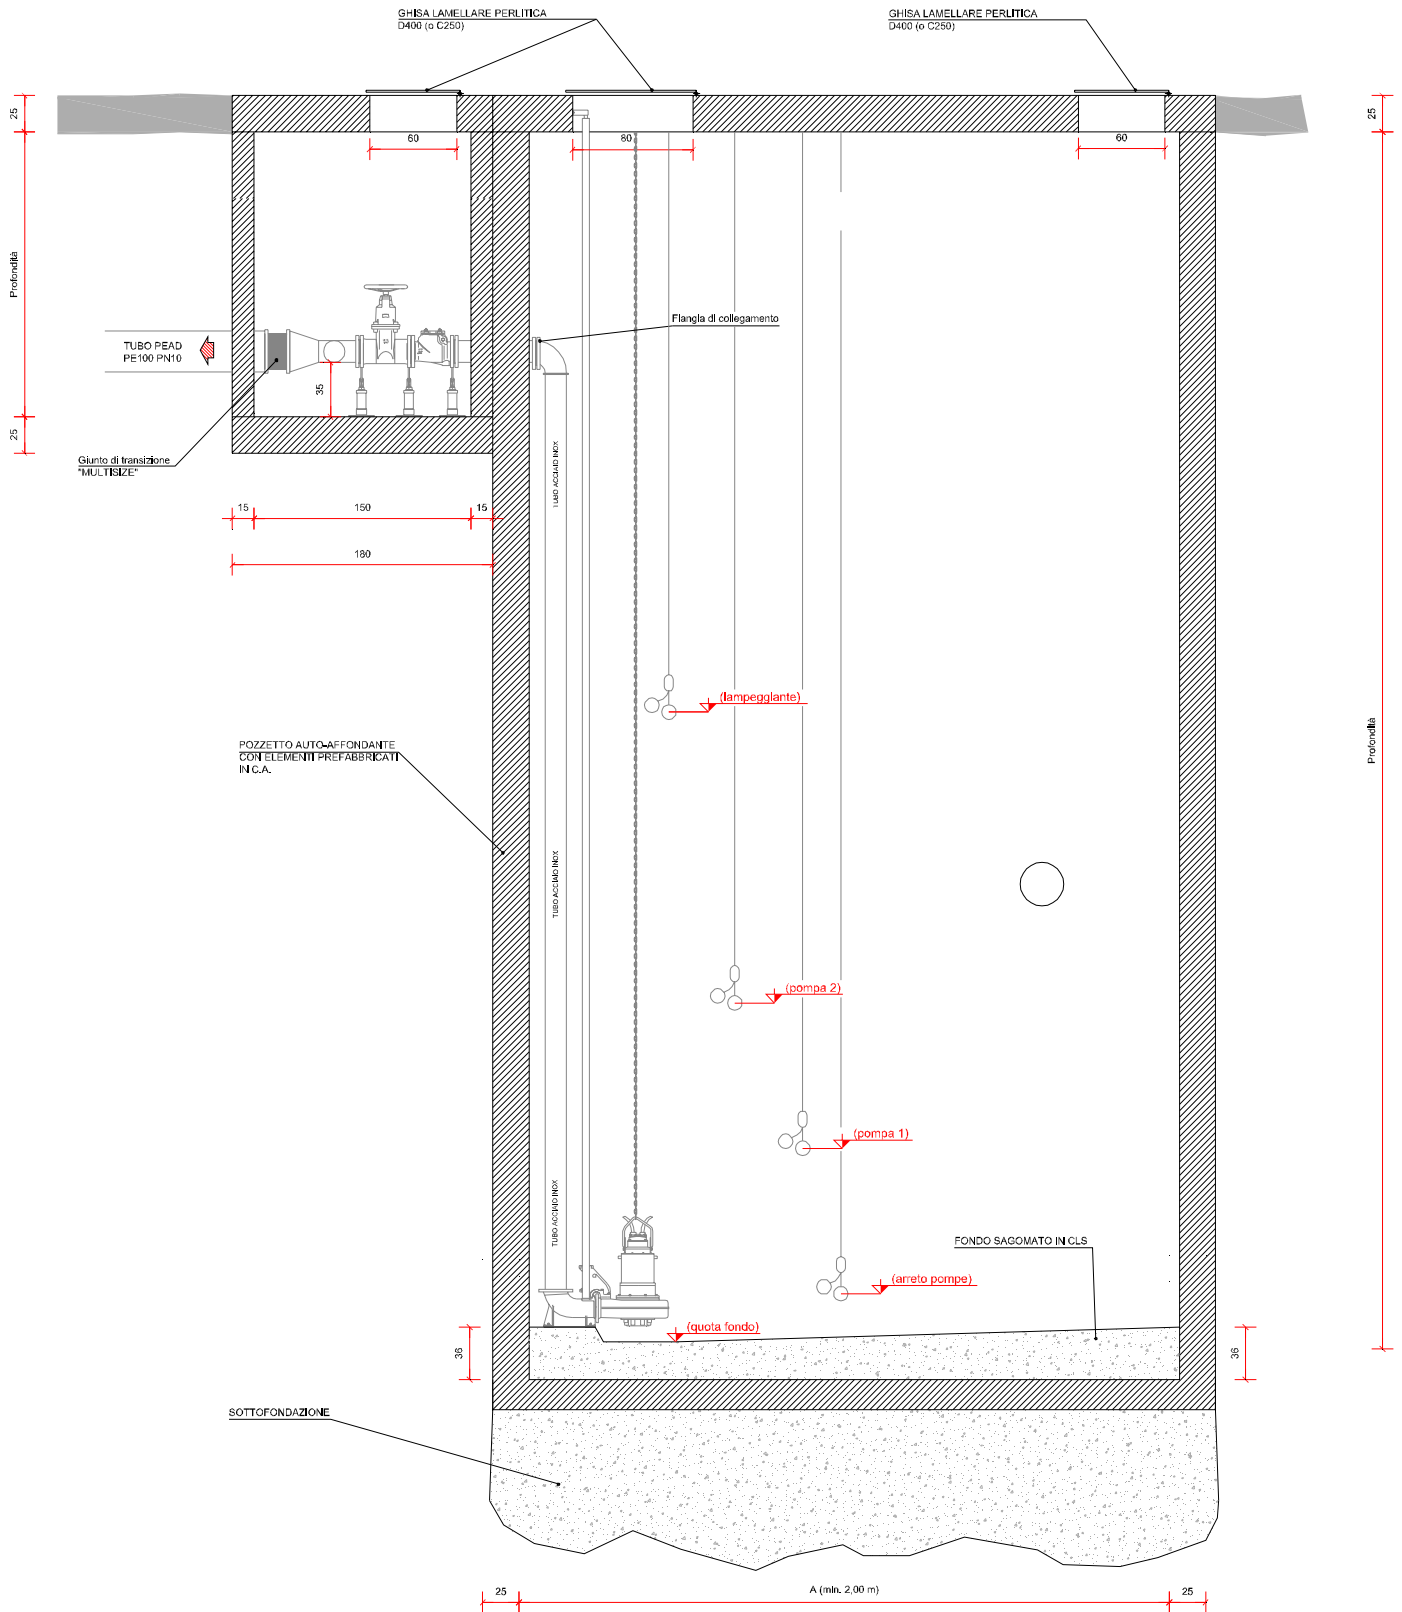 GHISA LAMELLARE PERLITICA
D400 (o C250)
GHISA LAMELLARE PERLITICA
D400 (o C250)
25
25
60
80
60
Profondità
Flangia di collegamento
TUBO PEAD
PE100 PN10
35
25
Giunto di transizione
"MULTISIZE"
TUBO ACCIAIO INOX
15
150
15
180
(lampeggiante)
POZZETTO AUTO-AFFONDANTE
CON ELEMENTI PREFABBRICATI
IN C.A.
Profondità
TUBO ACCIAIO INOX
(pompa 2)
(pompa 1)
TUBO ACCIAIO INOX
FONDO SAGOMATO IN CLS
(arreto pompe)
(quota fondo)
36
36
SOTTOFONDAZIONE
25
A (min. 2,00 m)
25